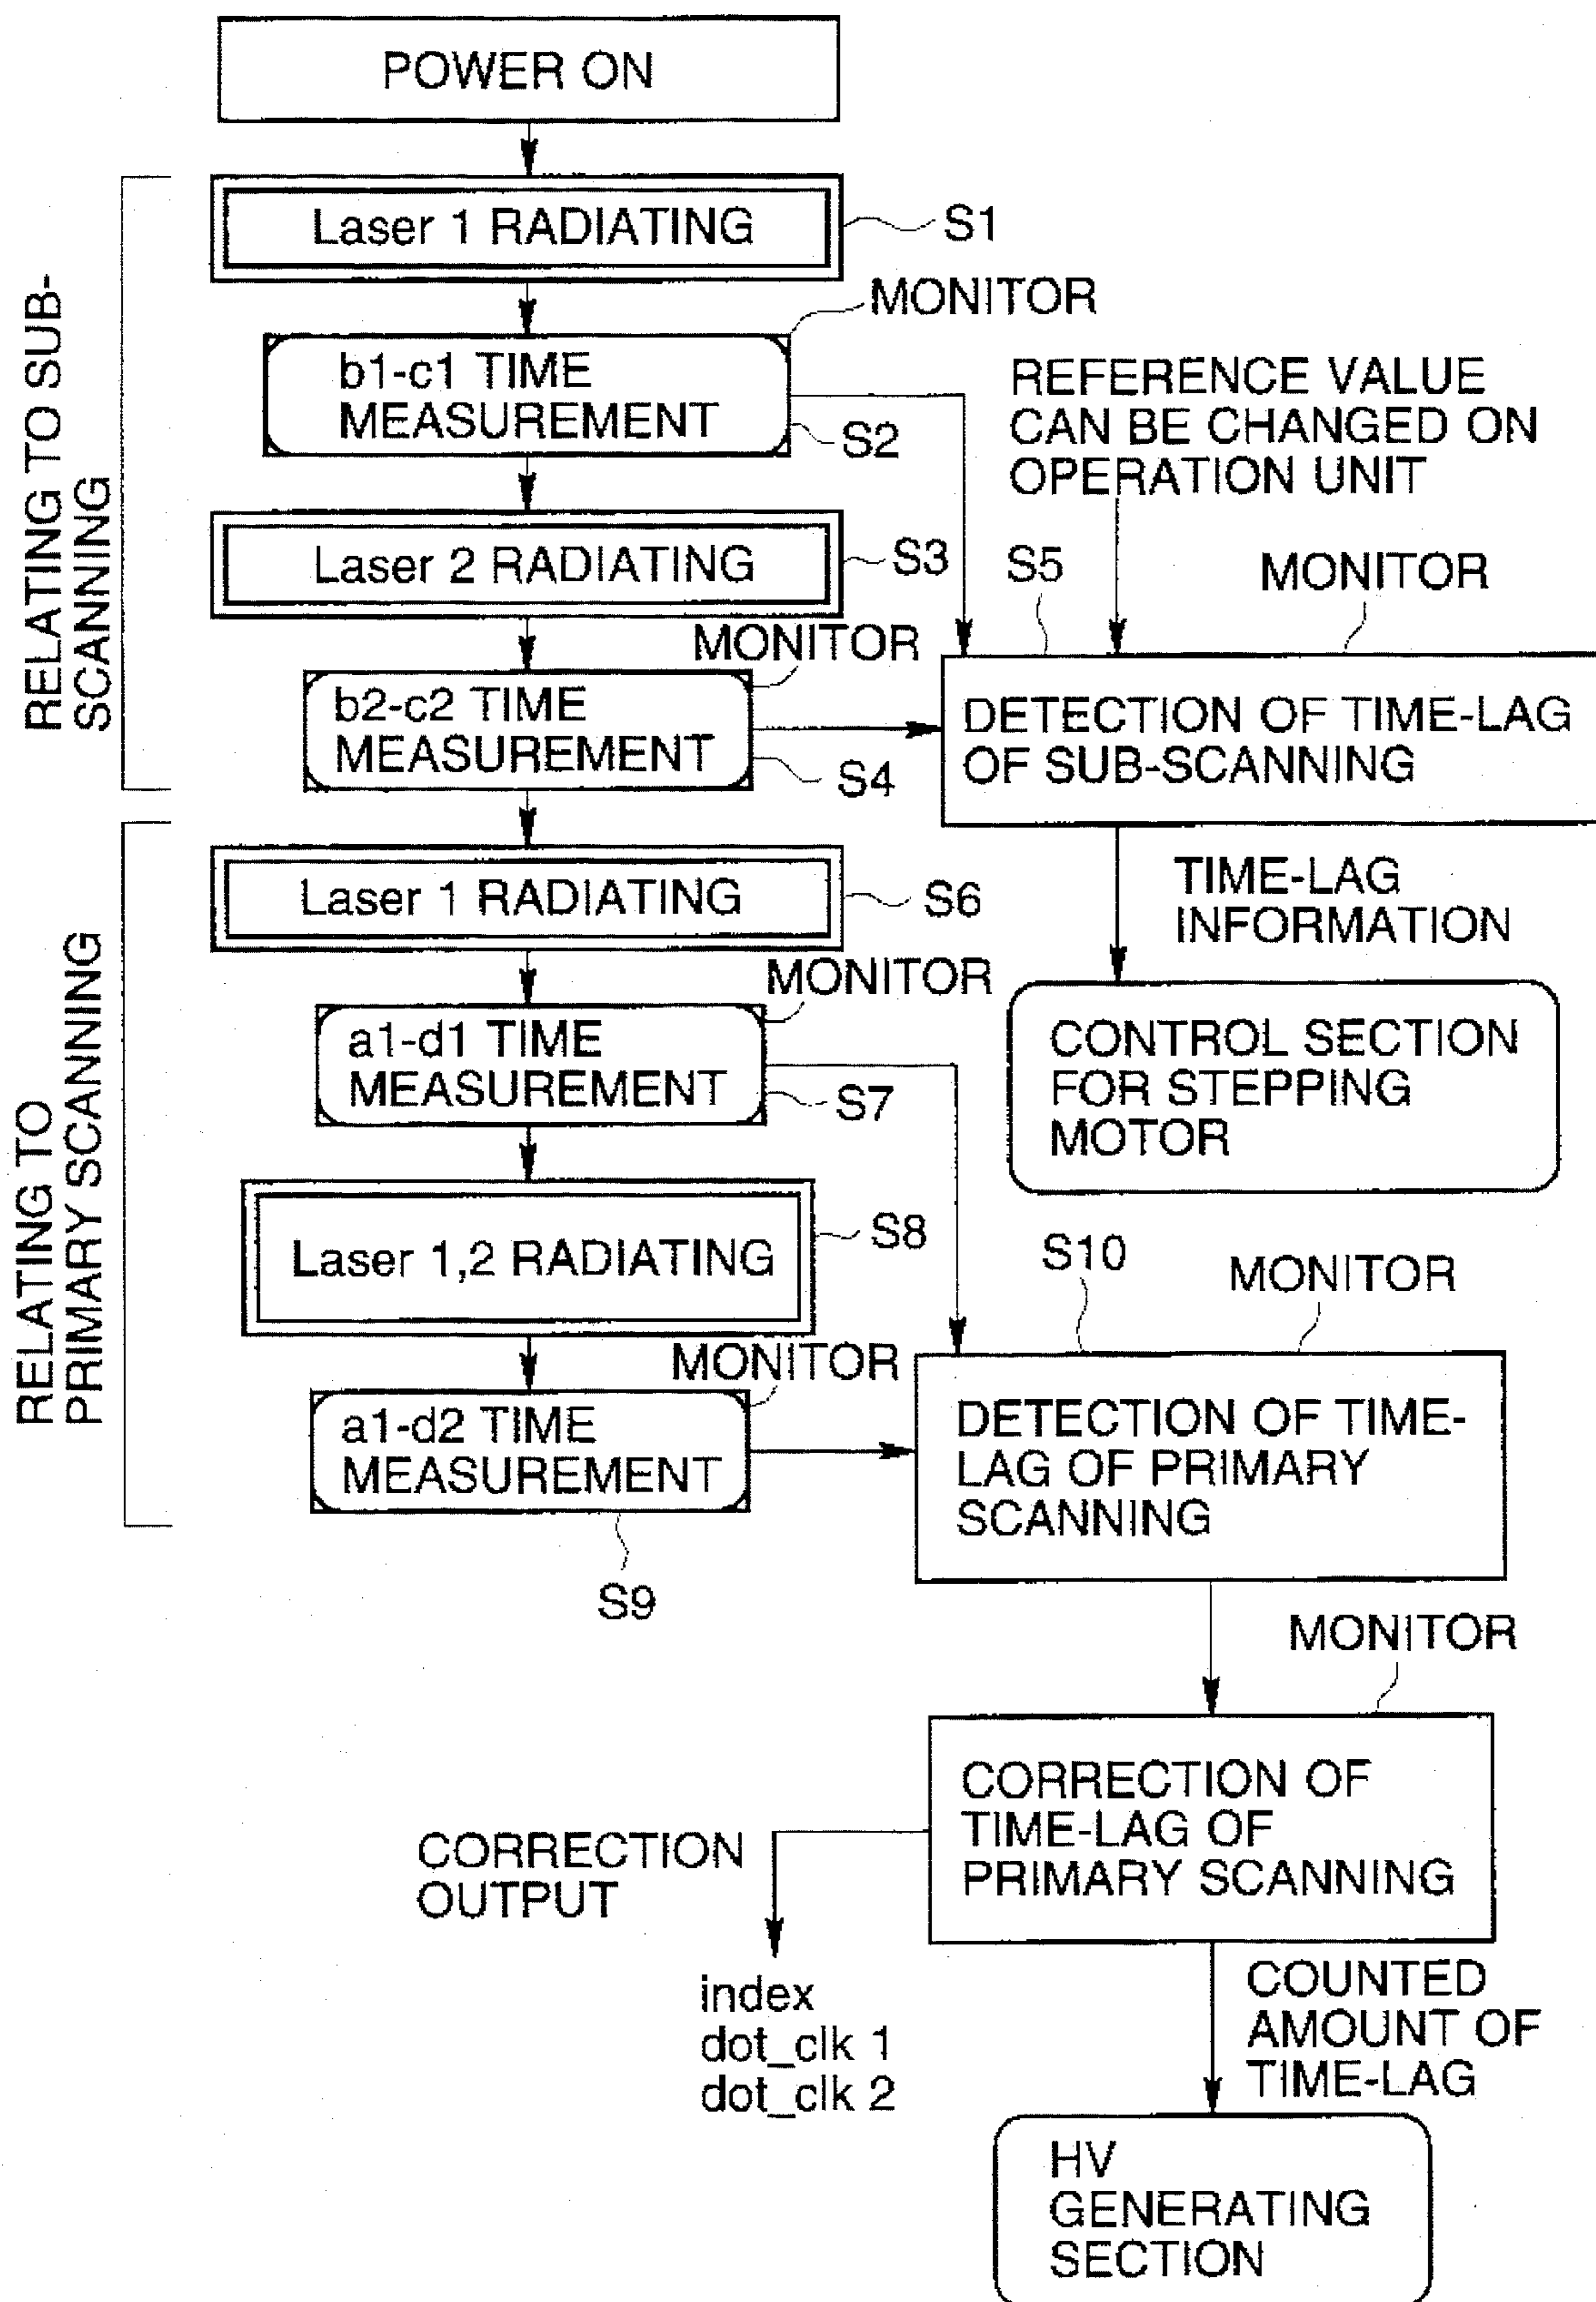 POWER ON
Laser 1 RADIATING
S1
MONITOR
b1-c1 TIME
MEASUREMENT
S2
REFERENCE VALUE
CAN BE CHANGED ON
OPERATION UNIT
RELATING TO SUB-
SCANNING
Laser 2 RADIATING
S3
S5
MONITOR
MONITOR
b2-c2 TIME
MEASUREMENT
S4
DETECTION OF TIME-LAG
OF SUB-SCANNING
Laser 1 RADIATING
S6
TIME-LAG
INFORMATION
MONITOR
a1-d1 TIME
MEASUREMENT
S7
CONTROL SECTION
FOR STEPPING
MOTOR
RELATING TO
PRIMARY SCANNING
Laser 1,2 RADIATING
S8
S10
MONITOR
MONITOR
a1-d2 TIME
MEASUREMENT
S9
DETECTION OF TIME-
LAG OF PRIMARY
SCANNING
MONITOR
CORRECTION OF
TIME-LAG OF
PRIMARY SCANNING
CORRECTION
OUTPUT
index
dot_clk 1
dot_clk 2
COUNTED
AMOUNT OF
TIME-LAG
HV
GENERATING
SECTION